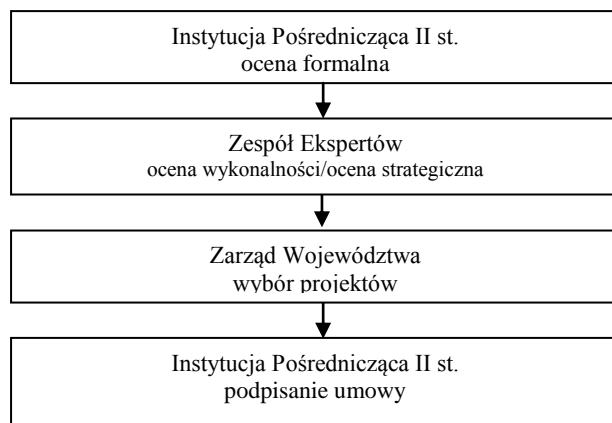 Instytucja Pośrednicząca II st.
ocena formalna
Zespół Ekspertów
ocena wykonalności/ocena strategiczna
Zarząd Województwa
wybór projektów
Instytucja Pośrednicząca II st.
podpisanie umowy